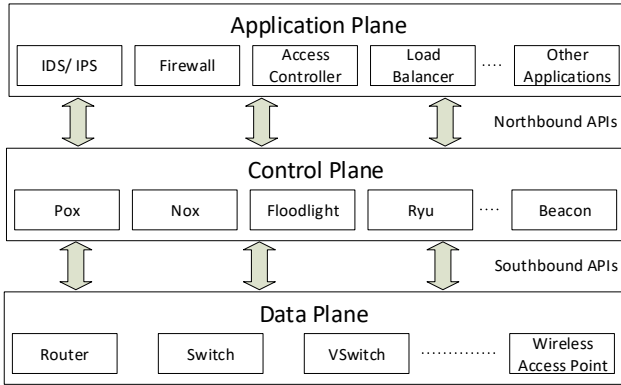 Application Plane
IDS/ IPS
Firewall
Access
Controller
Load
Balancer
....
Other
Applications
Northbound APIs
Control Plane
Pox
Nox
Floodlight
Ryu
....
Beacon
Southbound APIs
Data Plane
Router
Switch
VSwitch
..............
Wireless
Access Point